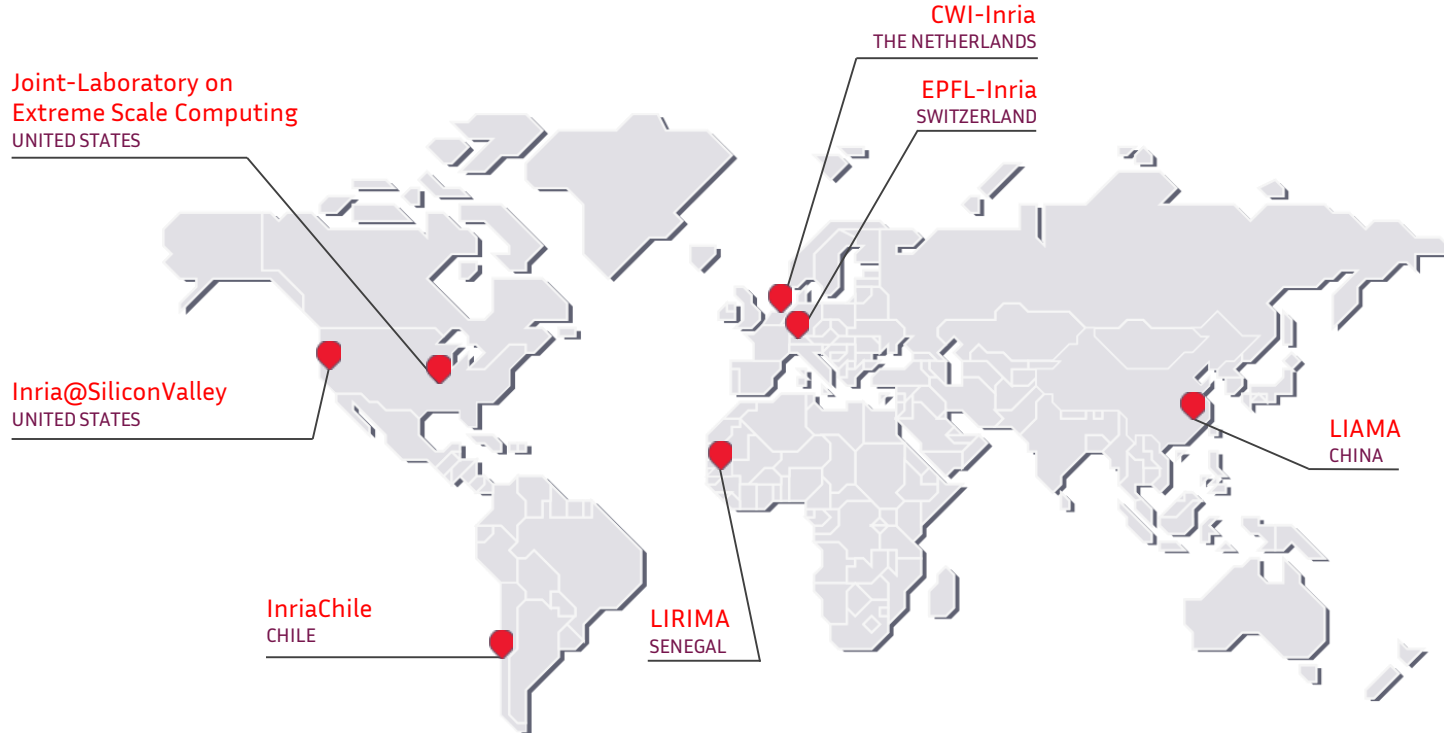 CWI-Inria
THE NETHERLANDS
Joint-Laboratory on
Extreme Scale Computing
UNITED STATES
EPFL-Inria
SWITZERLAND
Inria@SiliconValley
UNITED STATES
LIAMA
CHINA
InriaChile
CHILE
LIRIMA
SENEGAL